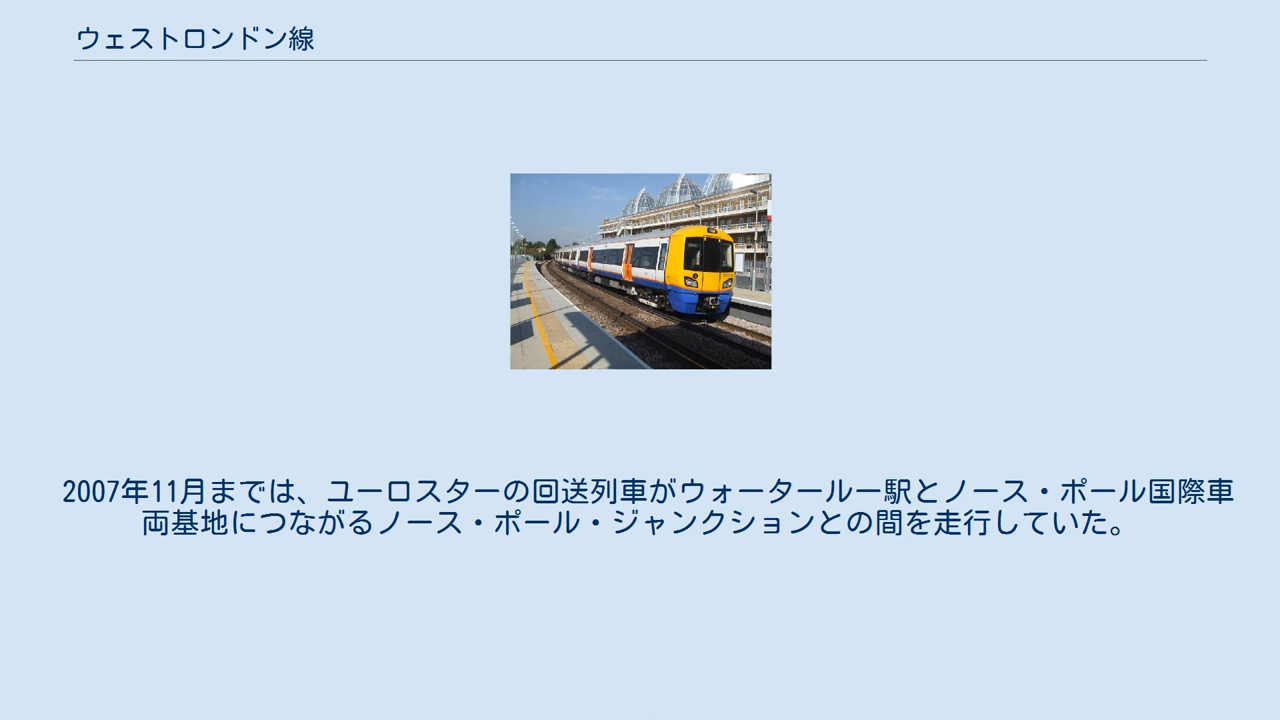 ウェストロンドン線
2007年11月までは、ユーロスターの回送列車がウォータールー駅とノース・ポール国際車
両基地につながるノース・ポール・ジャンクションとの間を走行していた。